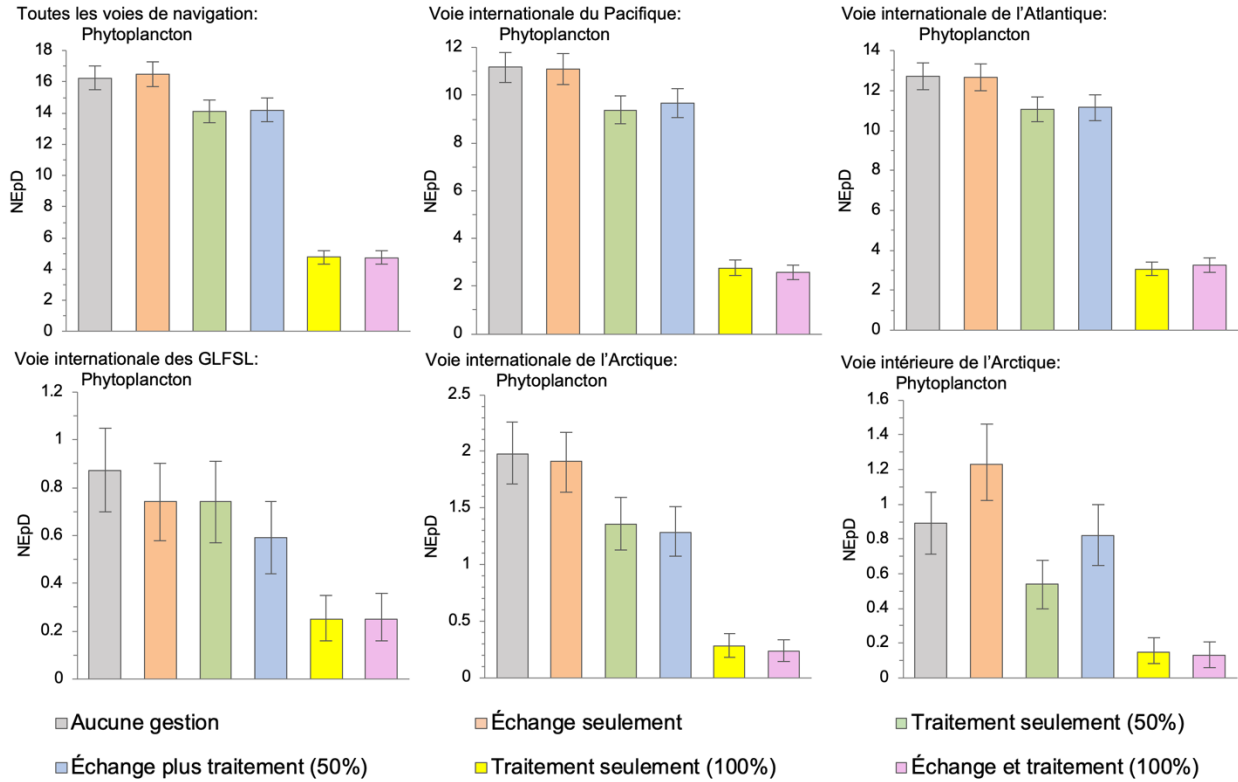 Toutes les voies de navigation:
Phytoplancton
18
16
14
12
10
8
6
4
2
0
NEpD
Voie internationale du Pacifique:
Phytoplancton
12
10
8
6
4
2
0
NEpD
Voie internationale de l'Atlantique:
Phytoplancton
14
12
10
8
6
4
2
0
NEpD
Voie internationale des GLFSL:
Phytoplancton
1.2
1
0.8
0.6
0.4
0.2
0
NEpD
Voie internationale de l'Arctique:
Phytoplancton
2.5
2
1.5
1
0.5
0
NEpD
Voie intérieure de l'Arctique:
Phytoplancton
1.6
1.4
1.2
1
0.8
0.6
0.4
0.2
0
NEpD
Aucune gestion
Échange seulement
Traitement seulement (50%)
Échange plus traitement (50%)
Traitement seulement (100%)
Échange et traitement (100%)